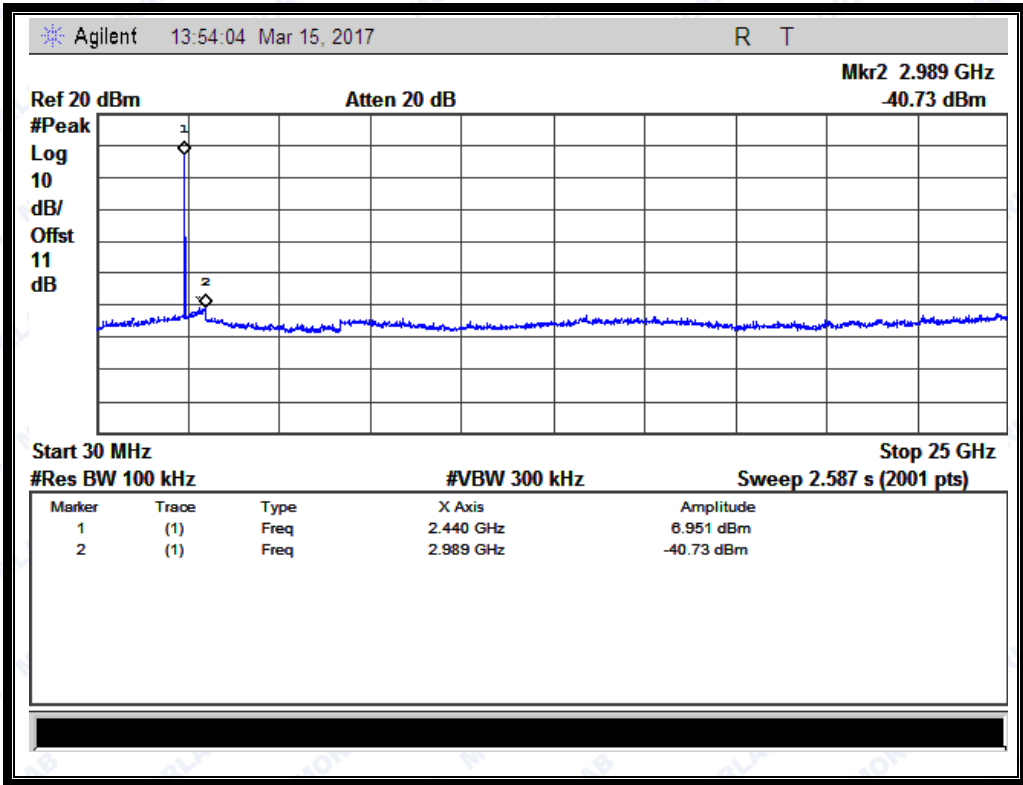 Agilent 13:54:04 Mar 15, 2017 R T
Mkr2 2.989 GHz
Ref 20 dBm Atten 20 dB -40.73 dBm
#Peak
Log
10
dB/
Offst
11
dB
1
2
Start 30 MHz Stop 25 GHz
#Res BW 100 kHz #VBW 300 kHz Sweep 2.587 s (2001 pts)
Marker Trace Type X Axis Amplitude
1 (1) Freq 2.440 GHz 6.951 dBm
2 (1) Freq 2.989 GHz -40.73 dBm